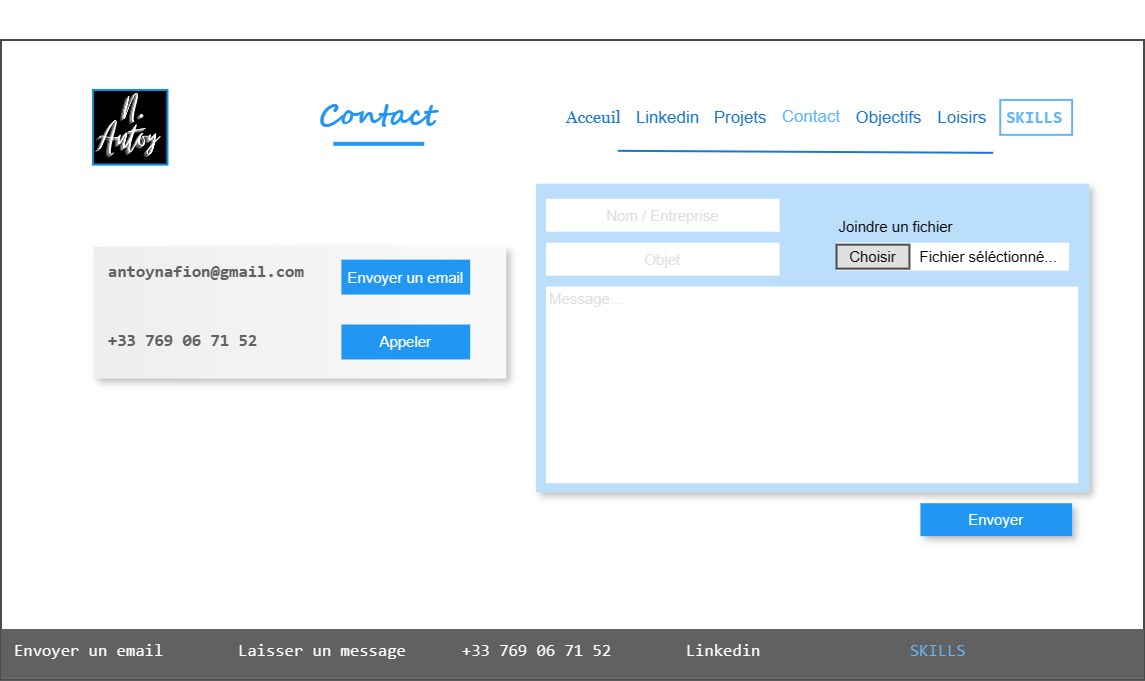 N.
Antoy
Contact
Acceuil Linkedin Projets Contact Objectifs Loisirs SKILLS
Nom / Entreprise
Joindre un fichier
Objet
Choisir Fichier séléctionné...
Message...
antoynafion@gmail.com Envoyer un email
+33 769 06 71 52 Appeler
Envoyer
Envoyer un email Laisser un message +33 769 06 71 52 Linkedin SKILLS